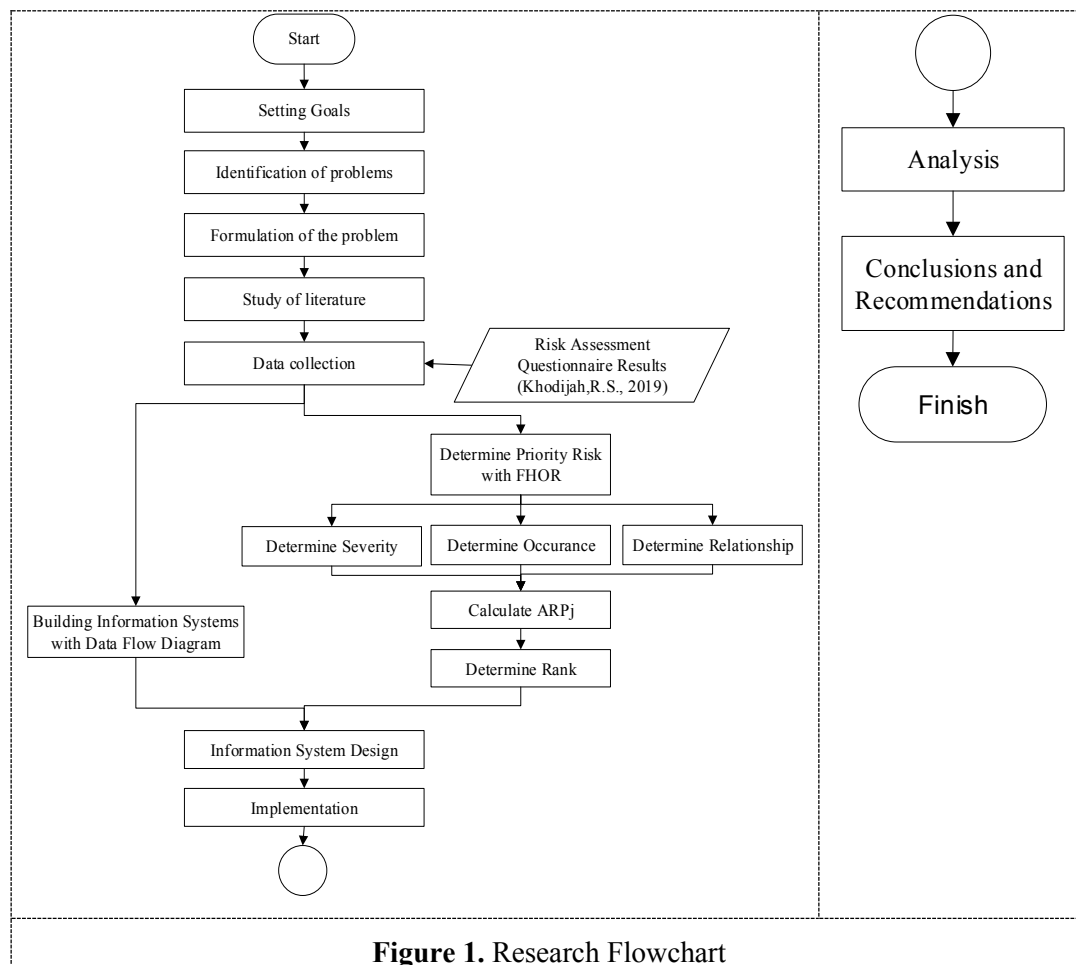 Start
Setting Goals
Identification of problems
Formulation of the problem
Study of literature
Data collection
Risk Assessment
Questionnaire Results
(Khodijah,R.S., 2019)
Determine Priority Risk
with FHOR
Determine Severity
Determine Occurance
Determine Relationship
Calculate ARPj
Building Information Systems
with Data Flow Diagram
Determine Rank
Information System Design
Implementation
Analysis
Conclusions and
Recommendations
Finish
Figure 1. Research Flowchart